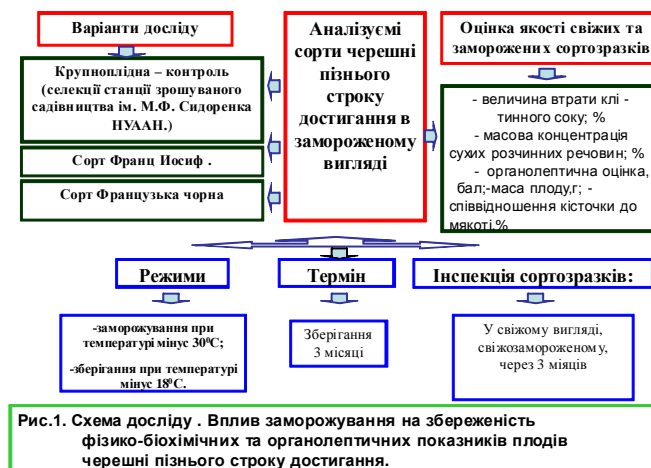 Варіанти досліду
Крупноплідна – контроль
(селекції станції зрошуваного
садівництва ім. М.Ф. Сидоренка
НУААН.)
Сорт Франц Иосиф .
Сорт Французька чорна
Аналізуємі
сорти черешні
пізнього
строку
достигання в
замороженому
вигляді
Оцінка якості свіжих та
заморожених сортозразків
- величина втрати клі -
тинного соку; %
- масова концентрація
сухих розчинних речовин; %
- органолептична оцінка,
бал;-маса плоду,г; -
співвідношення кісточки до
мякоті.%
Режими
Термін
Інспекція сортозразків:
-заморожування при
температурі мінус 30⁰С;
-зберігання при температурі
мінус 18⁰С.
Зберігання
3 місяці
У свіжому вигляді,
свіжозамороженому,
через 3 міяців
Рис.1. Схема досліду . Вплив заморожування на збереженість
фізико-біохімічних та органолептичних показників плодів
черешні пізнього строку достигання.